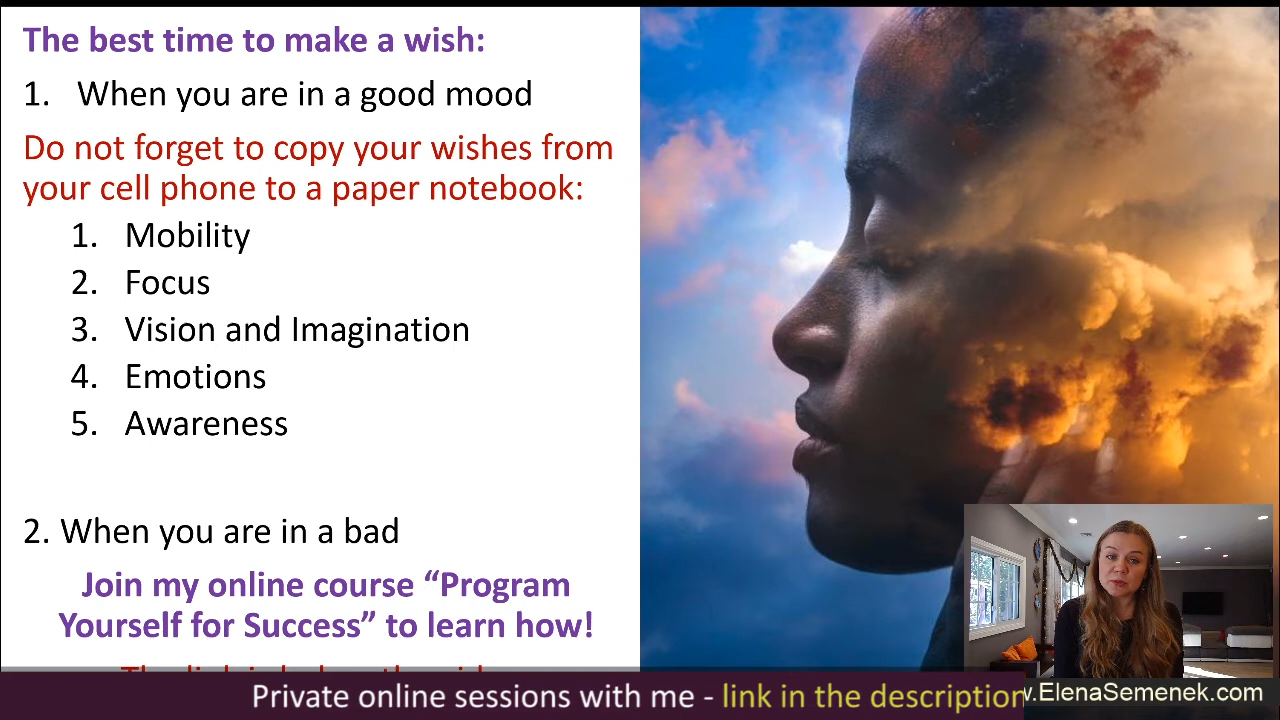 The best time to make a wish:
1. When you are in a good mood
Do not forget to copy your wishes from
your cell phone to a paper notebook:
1. Mobility
2. Focus
3. Vision and Imagination
4. Emotions
5. Awareness
2. When you are in a bad
Join my online course “Program
Yourself for Success” to learn how!
Private online sessions with me - link in the description
.ElenaSemenek.com